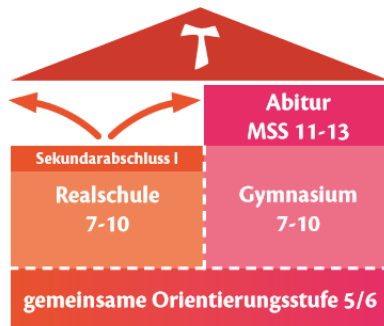 Abitur
MSS 11-13
Sekundarabschluss I
Realschule
7-10
Gymnasium
7-10
gemeinsame Orientierungsstufe 5/6